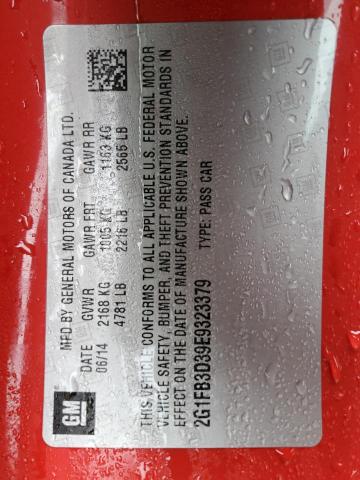 GM
MFD BY GENERAL MOTORS OF CANADA LTD.
DATE GVWR GAWR FRT GAWR RR
06/14 2168 KG 1005 KG 1163 KG
4781 LB 2216 LB 2565 LB
THIS VEHICLE CONFORMS TO ALL APPLICABLE U.S. FEDERAL MOTOR
VEHICLE SAFETY, BUMPER, AND THEFT PREVENTION STANDARDS IN
EFFECT ON THE DATE OF MANUFACTURE SHOWN ABOVE.
2G1FB3D39E9323379 TYPE: PASS CAR